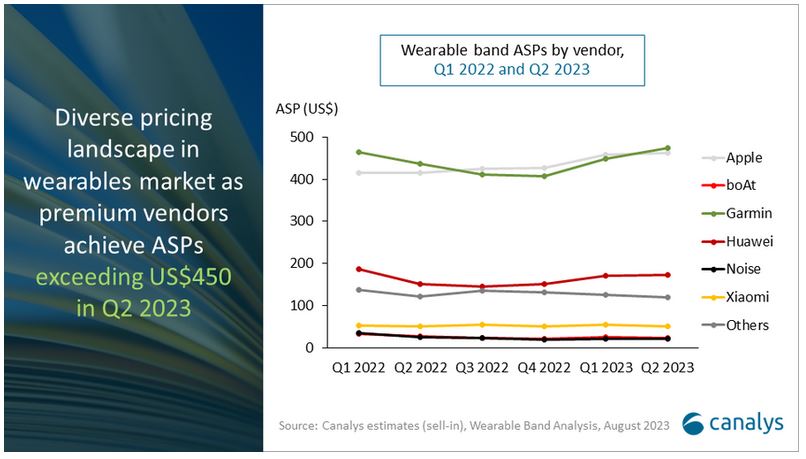 Diverse pricing
landscape in
wearables market as
premium vendors
achieve ASPs
exceeding US$450
in Q2 2023
Wearable band ASPs by vendor,
Q1 2022 and Q2 2023
ASP (US$)
500
400
300
200
100
0
Q1 2022 Q2 2022 Q3 2022 Q4 2022 Q1 2023 Q2 2023
Apple
boAt
Garmin
Huawei
Noise
Xiaomi
Others
Source: Canalys estimates (sell-in), Wearable Band Analysis, August 2023
canalys